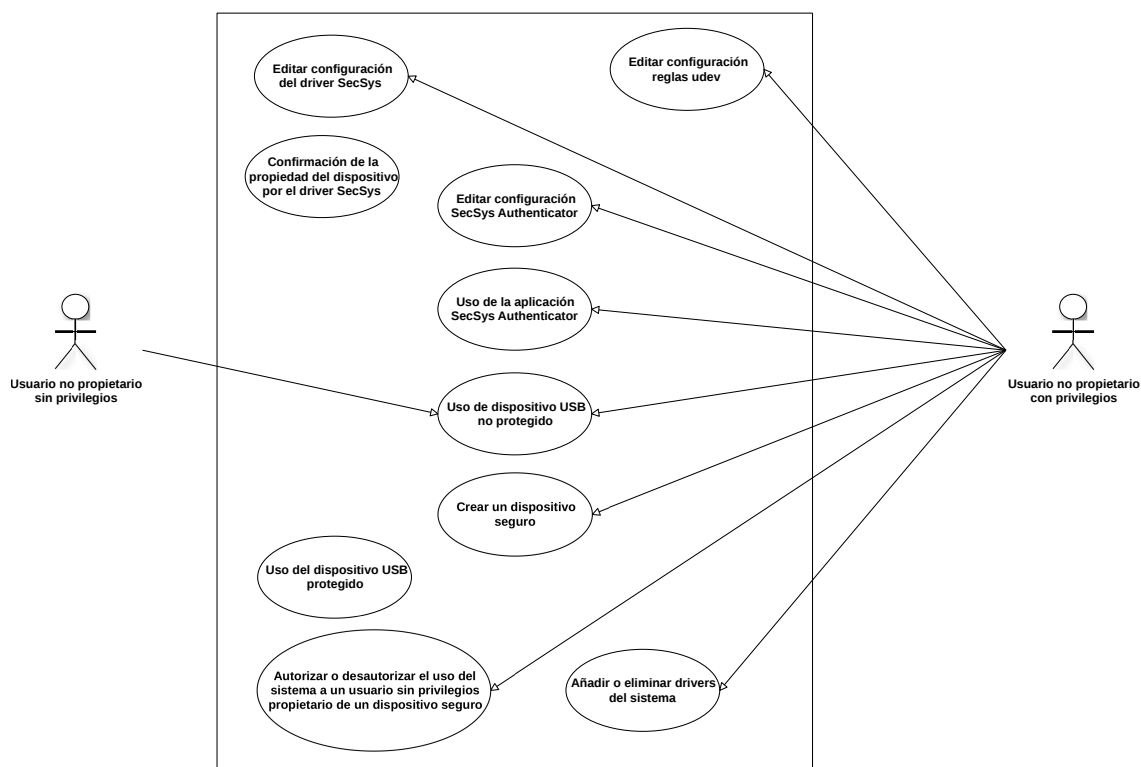 Editar configuración
del driver SecSys
Editar configuración
reglas udev
Confirmación de la
propiedad del dispositivo
por el driver SecSys
Editar configuración
SecSys Authenticator
Uso de la aplicación
SecSys Authenticator
Usuario no propietario
sin privilegios
Usuario no propietario
con privilegios
Uso de dispositivo USB
no protegido
Crear un dispositivo
seguro
Uso del dispositivo USB
protegido
Autorizar o desautorizar el uso del
sistema a un usuario sin privilegios
propietario de un dispositivo seguro
Añadir o eliminar drivers
del sistema